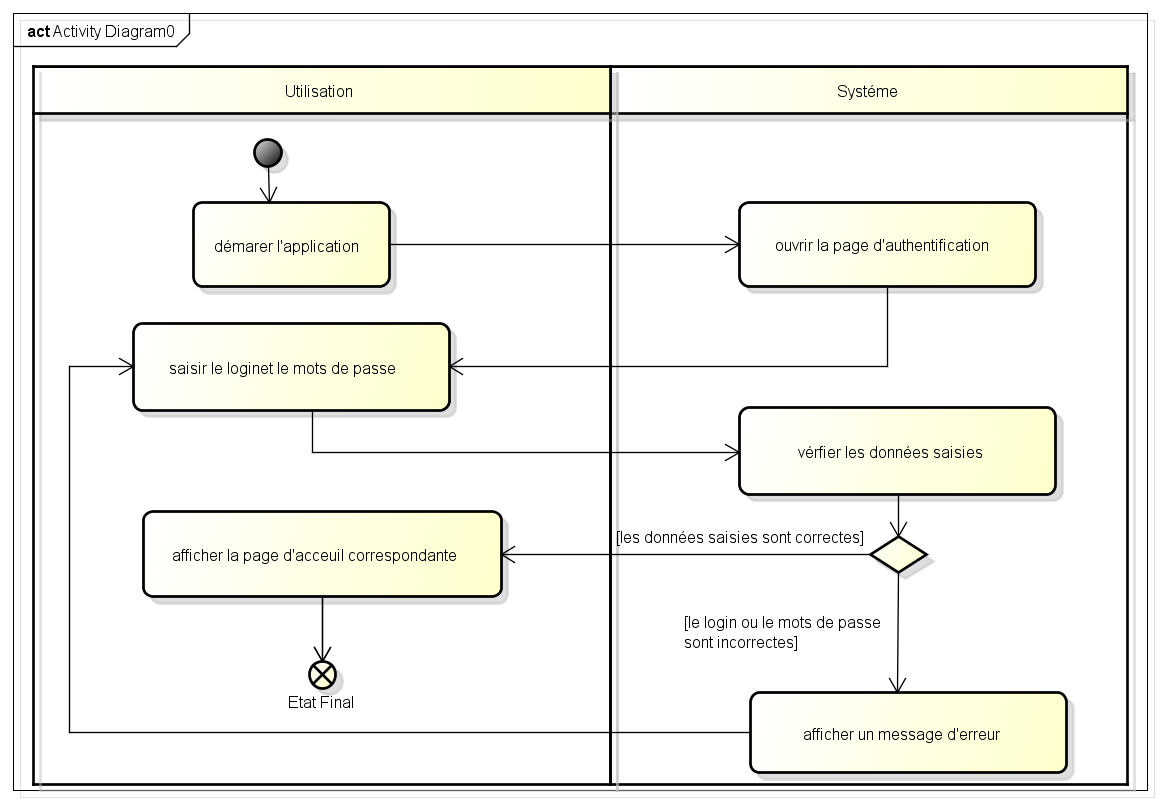 act Activity Diagram0
Utilisation
Systéme
démarer l'application
ouvrir la page d'authentification
saisir le loginet le mots de passe
vérfier les données saisies
[les données saisies sont correctes]
afficher la page d'acceuil correspondante
[le login ou le mots de passe
sont incorrectes]
Etat Final
afficher un message d'erreur